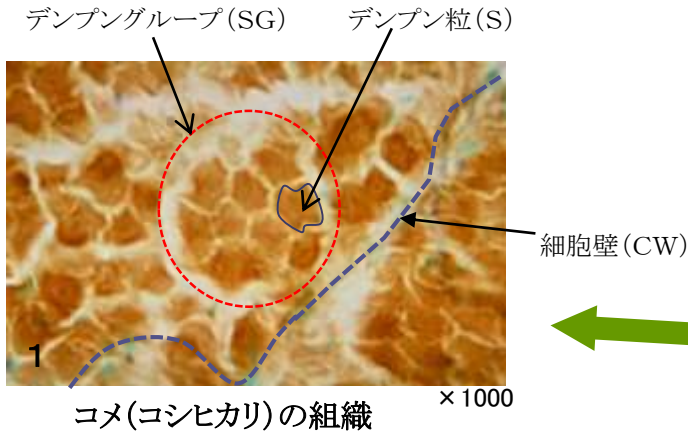 デンプングループ(SG)
デンプン粒(S)
細胞壁(CW)
1
×1000
コメ(コシヒカリ)の組織